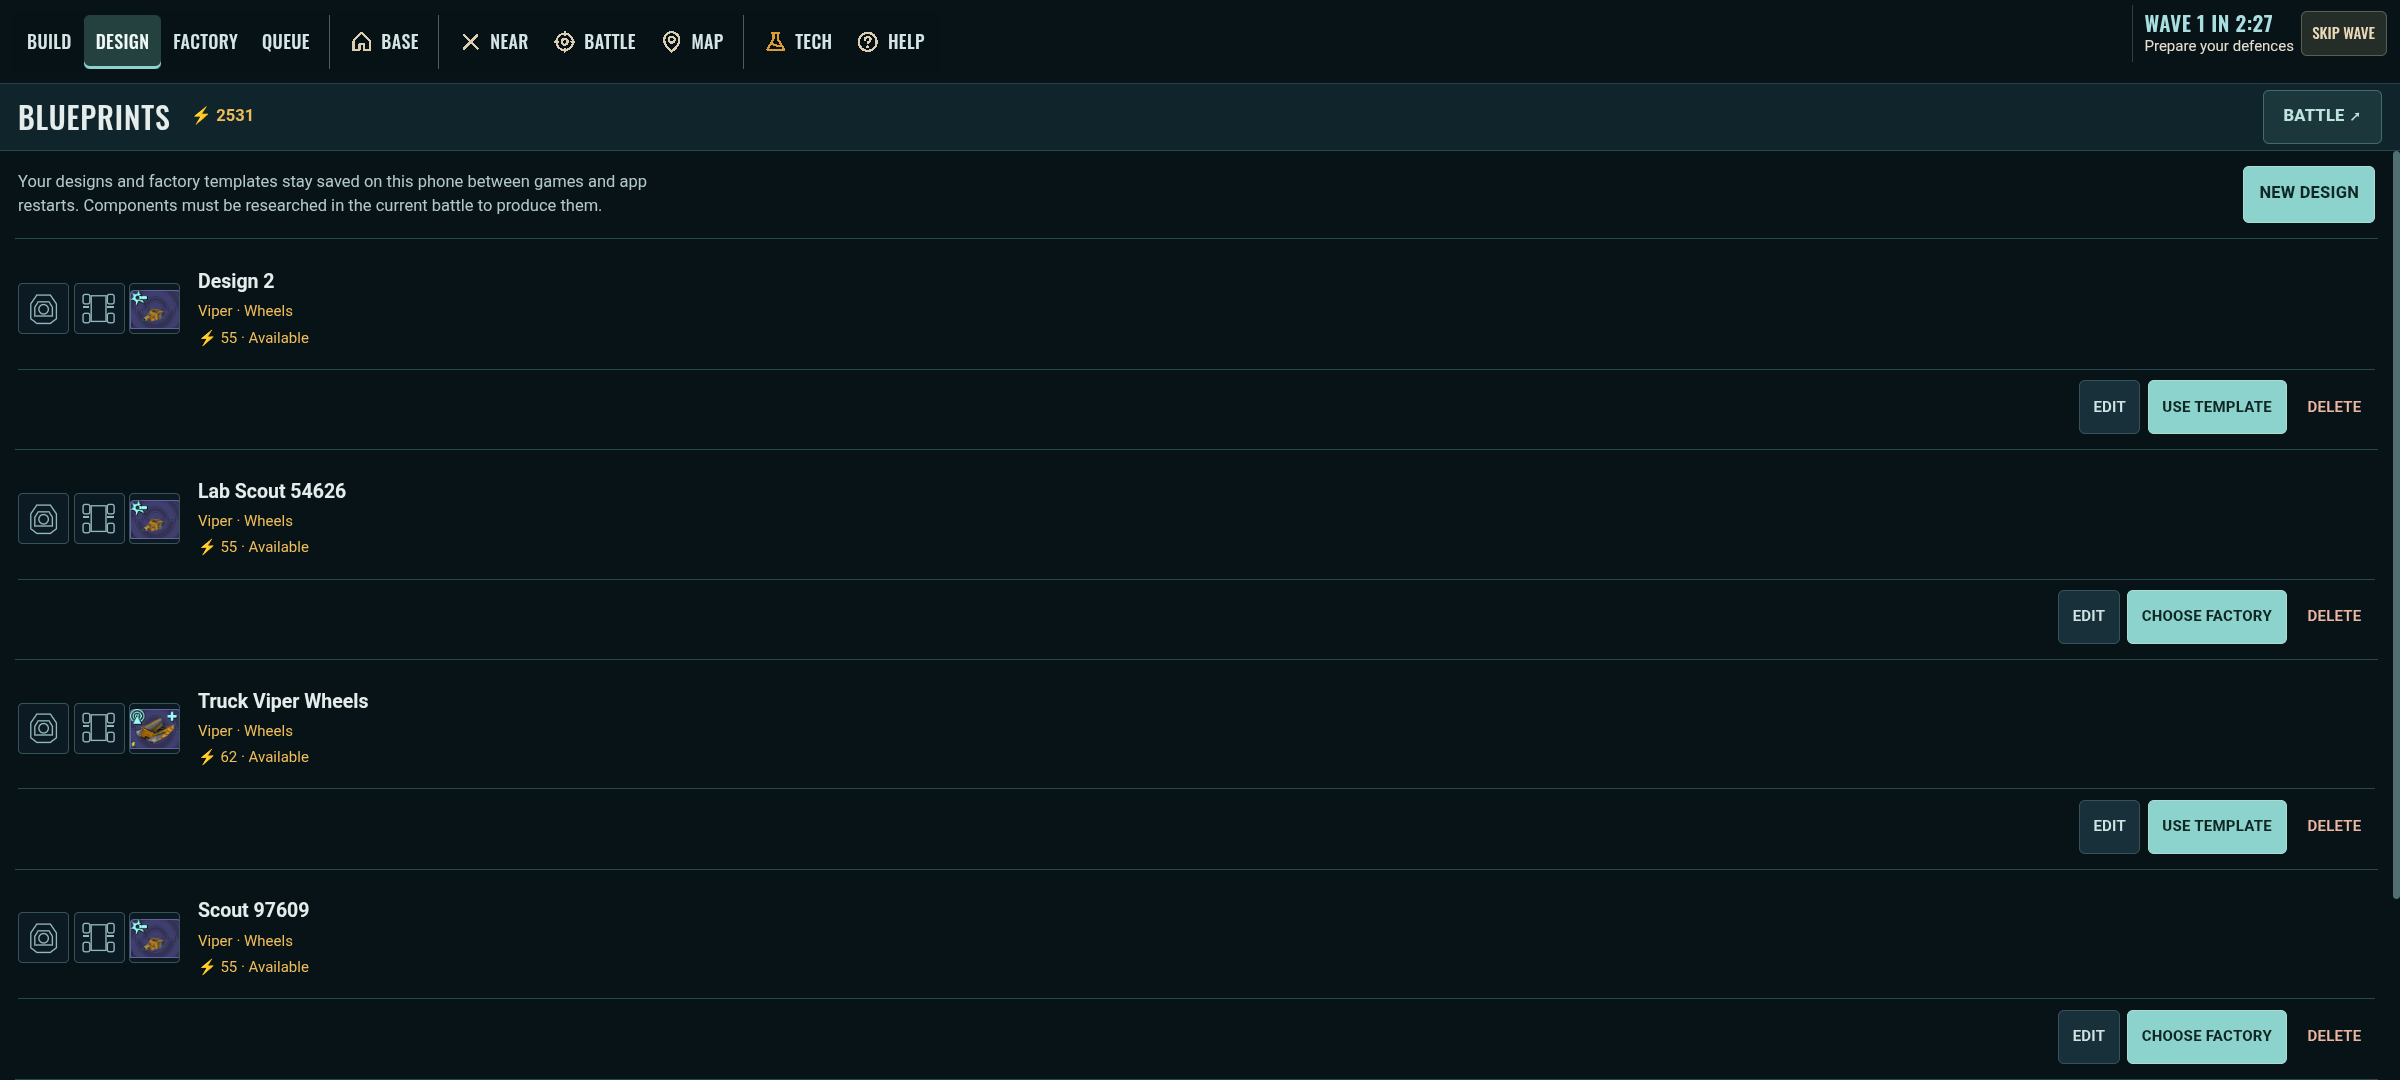 BUILD DESIGN FACTORY QUEUE BASE NEAR BATTLE MAP TECH HELP
WAVE 1 IN 2:27
Prepare your defences
SKIP WAVE
BLUEPRINTS ⚡ 2531
BATTLE ↗
Your designs and factory templates stay saved on this phone between games and app
restarts. Components must be researched in the current battle to produce them.
NEW DESIGN
Design 2
Viper · Wheels
⚡ 55 · Available
EDIT USE TEMPLATE DELETE
Lab Scout 54626
Viper · Wheels
⚡ 55 · Available
EDIT CHOOSE FACTORY DELETE
Truck Viper Wheels
Viper · Wheels
⚡ 62 · Available
EDIT USE TEMPLATE DELETE
Scout 97609
Viper · Wheels
⚡ 55 · Available
EDIT CHOOSE FACTORY DELETE